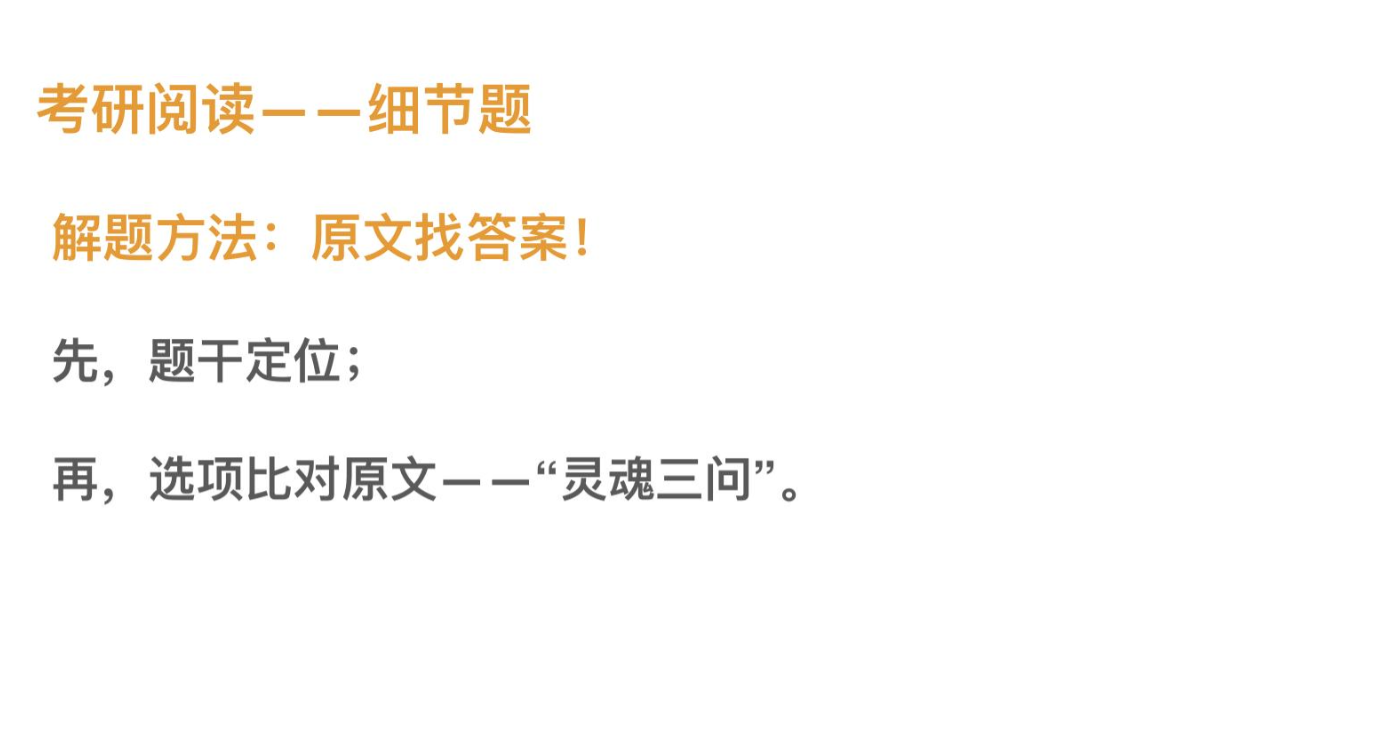 考研阅读——细节题
解题方法：原文找答案！
先，题干定位；
再，选项比对原文——“灵魂三问”。